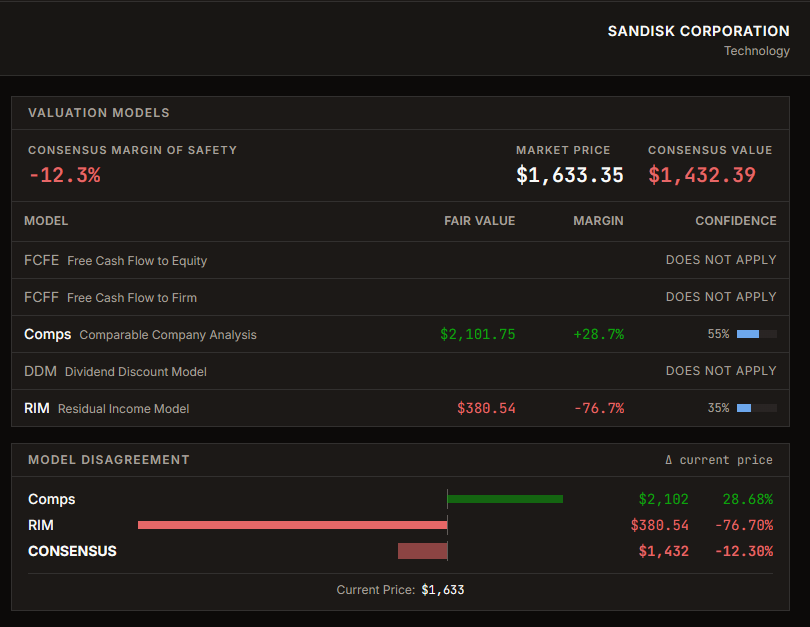 SANDISK CORPORATION
Technology
VALUATION MODELS
CONSENSUS MARGIN OF SAFETY MARKET PRICE CONSENSUS VALUE
-12.3% $1,633.35 $1,432.39
MODEL FAIR VALUE MARGIN CONFIDENCE
FCFE Free Cash Flow to Equity DOES NOT APPLY
FCFF Free Cash Flow to Firm DOES NOT APPLY
Comps Comparable Company Analysis $2,101.75 +28.7% 55%
DDM Dividend Discount Model DOES NOT APPLY
RIM Residual Income Model $380.54 -76.7% 35%
MODEL DISAGREEMENT Δ current price
Comps $2,102 28.68%
RIM $380.54 -76.70%
CONSENSUS $1,432 -12.30%
Current Price: $1,633